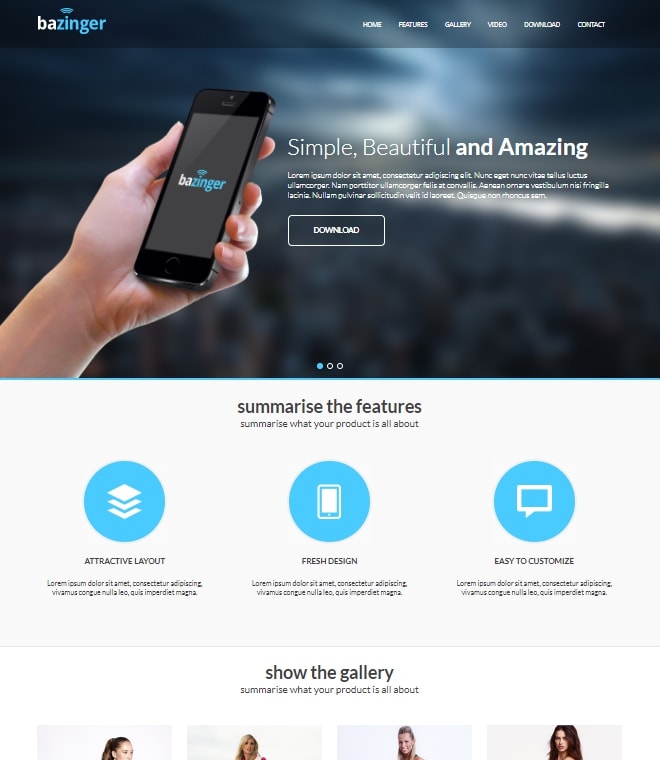 bazinger
HOME FEATURES GALLERY VIDEO DOWNLOAD CONTACT
bazinger
Simple, Beautiful and Amazing
Lorem ipsum dolor sit amet, consectetur adipiscing elit. Nunc eget nunc vitae tellus luctus
ullamcorper. Nam porttitor ullamcorper felis at convallis. Aenean ornare vestibulum nisi fringilla
lacinia. Nullam pulvinar sollicitudin velit id laoreet. Quisque non rhoncus sem.
DOWNLOAD
summarise the features
summarise what your product is all about
ATTRACTIVE LAYOUT
Lorem ipsum dolor sit amet, consectetur adipiscing,
vivamus congue nulla leo, quis imperdiet magna.
FRESH DESIGN
Lorem ipsum dolor sit amet, consectetur adipiscing,
vivamus congue nulla leo, quis imperdiet magna.
EASY TO CUSTOMIZE
Lorem ipsum dolor sit amet, consectetur adipiscing,
vivamus congue nulla leo, quis imperdiet magna.
show the gallery
summarise what your product is all about